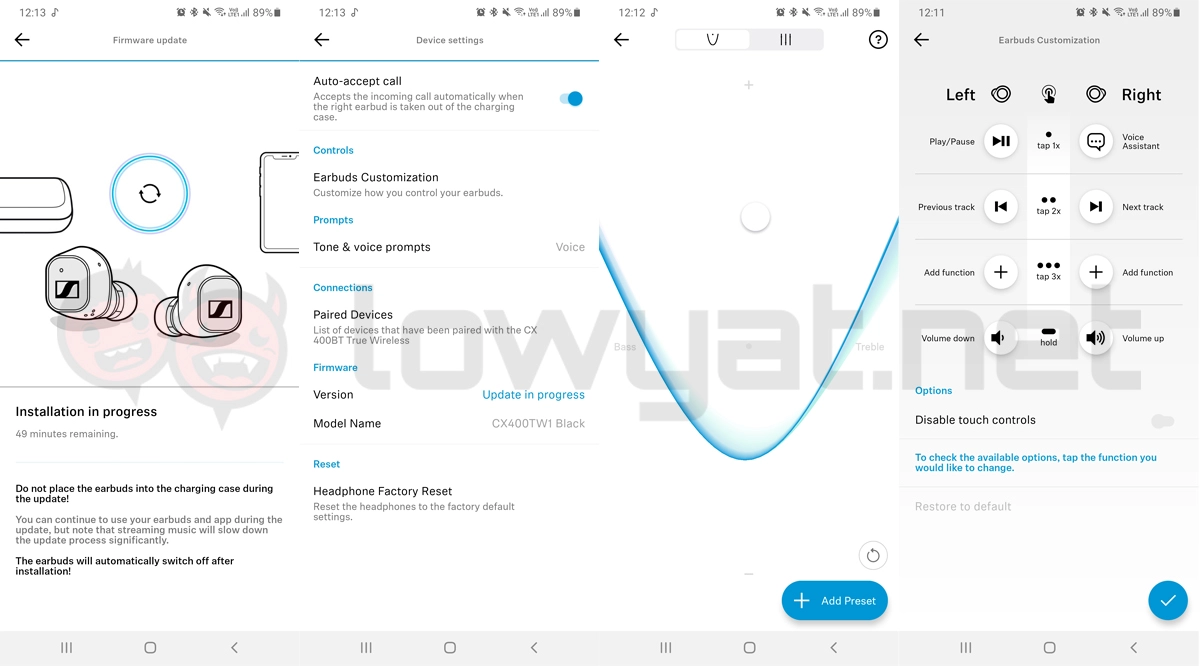 12:13
Vo) LTE1
89%
Firmware update
Installation in progress
49 minutes remaining.
Do not place the earbuds into the charging case during
the update!
You can continue to use your earbuds and app during the
update, but note that streaming music will slow down
the update process significantly.
The earbuds will automatically switch off after
installation!
12:13
Vo) LTE1
89%
Device settings
Auto-accept call
Accepts the incoming call automatically when
the right earbud is taken out of the charging
case.
Controls
Earbuds Customization
Customize how you control your earbuds.
Prompts
Tone & voice prompts
Voice
Connections
Paired Devices
List of devices that have been paired with the CX
400BT True Wireless
Firmware
Version
Update in progress
Model Name
CX400TW1 Black
Reset
Headphone Factory Reset
Reset the headphones to the factory default
settings.
12:12
Vo) LTE1
89%
Bass
Treble
Add Preset
12:11
Vo) LTE1
89%
Earbuds Customization
Left
Right
Play/Pause
tap 1x
Voice
Assistant
Previous track
tap 2x
Next track
Add function
tap 3x
Add function
Volume down
hold
Volume up
Options
Disable touch controls
To check the available options, tap the function you
would like to change.
Restore to default
lowyat.net